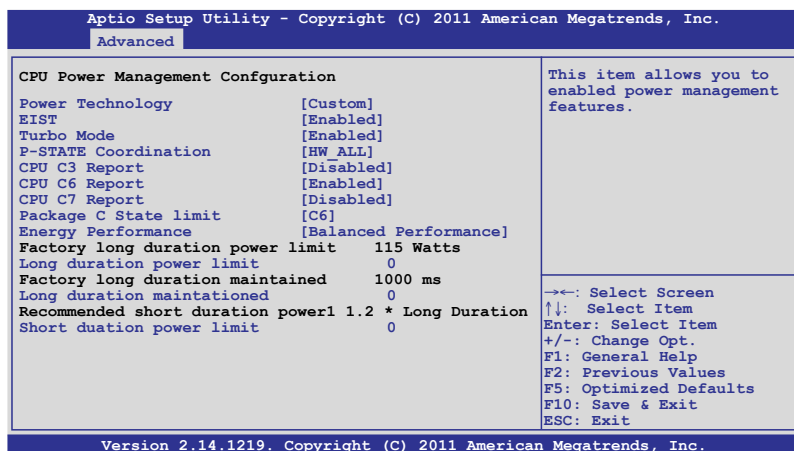 Aptio Setup Utility - Copyright (C) 2011 American Megatrends, Inc.
Advanced
CPU Power Management Confguration
Power Technology [Custom]
EIST [Enabled]
Turbo Mode [Enabled]
P-STATE Coordination [HW_ALL]
CPU C3 Report [Disabled]
CPU C6 Report [Enabled]
CPU C7 Report [Disabled]
Package C State limit [C6]
Energy Performance [Balanced Performance]
Factory long duration power limit 115 Watts
Long duration power limit 0
Factory long duration maintained 1000 ms
Long duration maintationed 0
Recommended short duration power1 1.2 * Long Duration
Short duation power limit 0
This item allows you to
enabled power management
features.
→←: Select Screen
↑↓: Select Item
Enter: Select Item
+/-: Change Opt.
F1: General Help
F2: Previous Values
F5: Optimized Defaults
F10: Save & Exit
ESC: Exit
Version 2.14.1219. Copyright (C) 2011 American Megatrends, Inc.